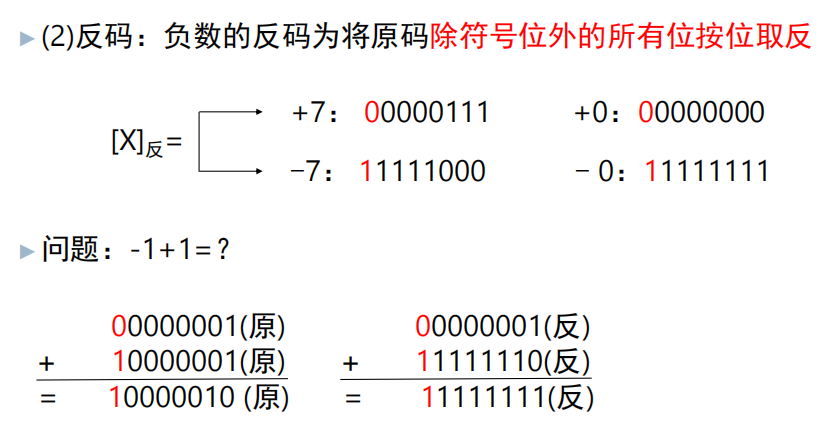 (2)反码：负数的反码为将原码除符号位外的所有位按位取反
+7： 00000111 +0：00000000
[X]反=
−7： 11111000 − 0：11111111
问题：-1+1=？
00000001(原) 00000001(反)
+ 10000001(原) + 11111110(反)
= 10000010 (原) = 11111111(反)